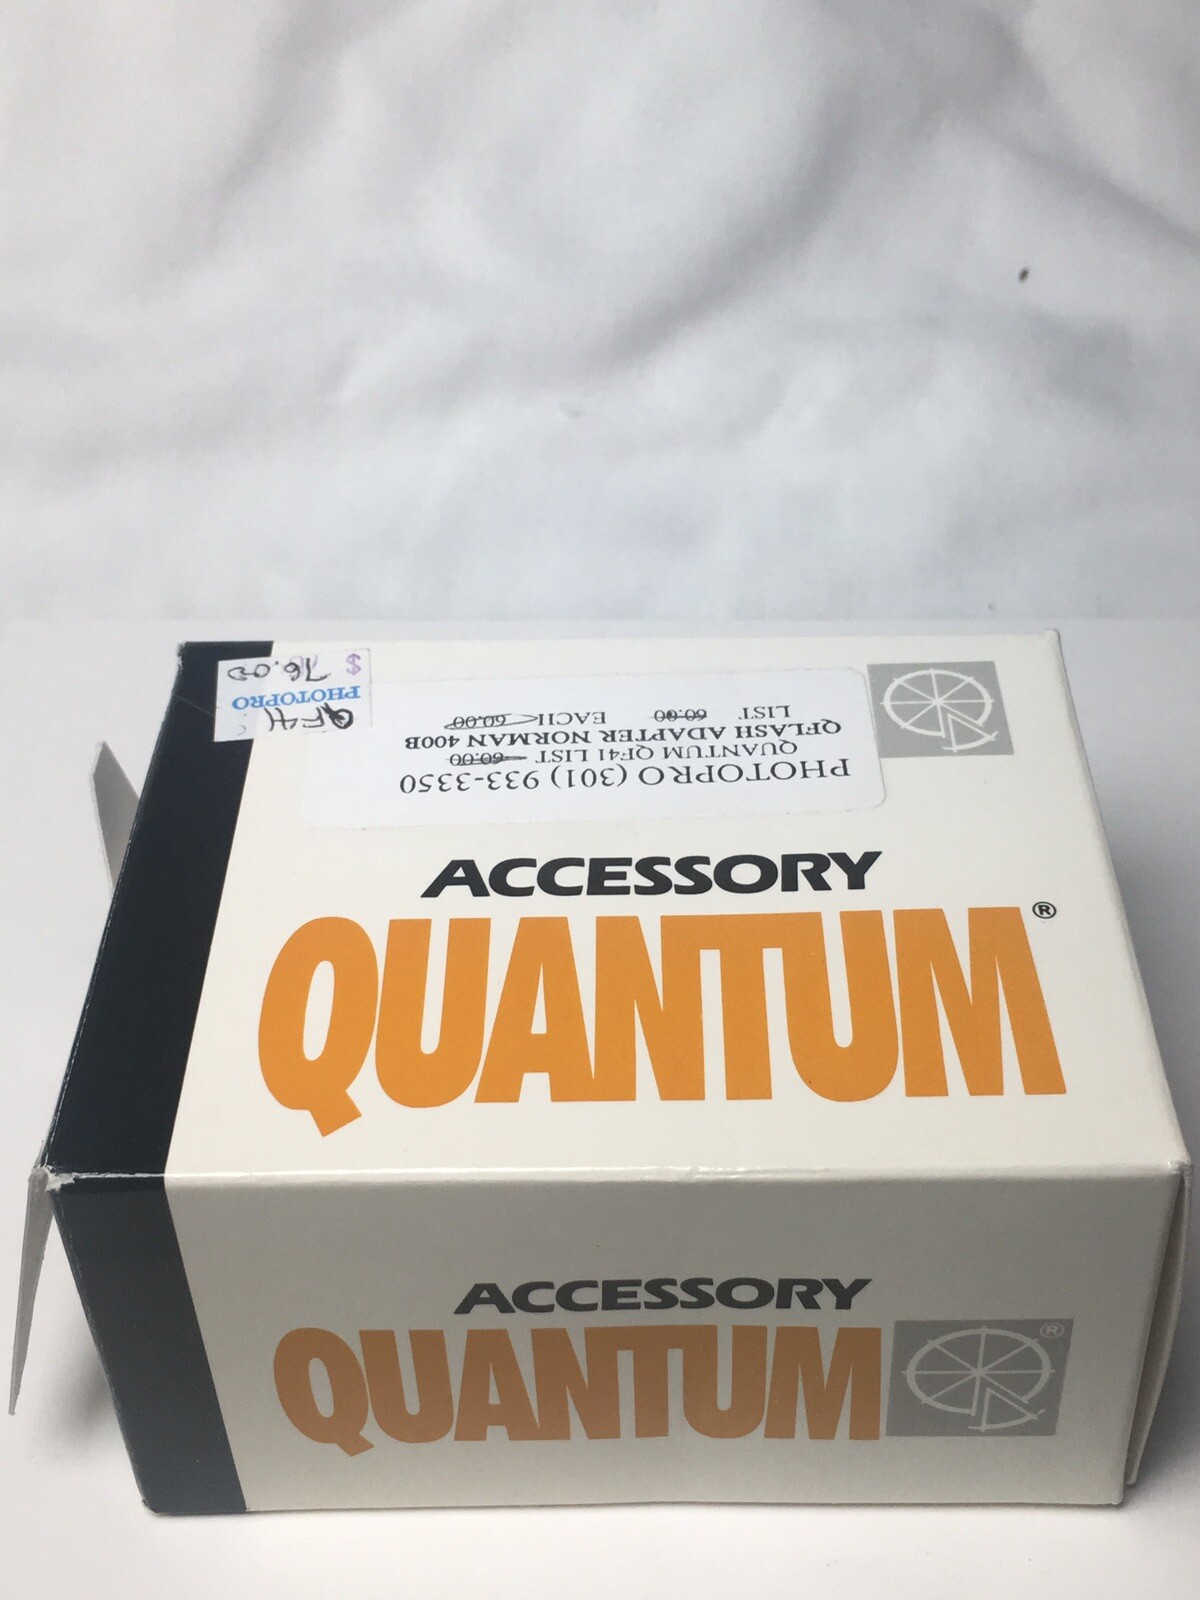 PHOTOPRO (301) 933-3350
QUANTUM QF41 LIST 60.00
QFLASH ADAPTER NORMAN 400B
LIST 60.00 EACH 60.00
QF41
PHOTOPRO
$ 76.00
ACCESSORY
QUANTUM®
ACCESSORY
QUANTUM
®